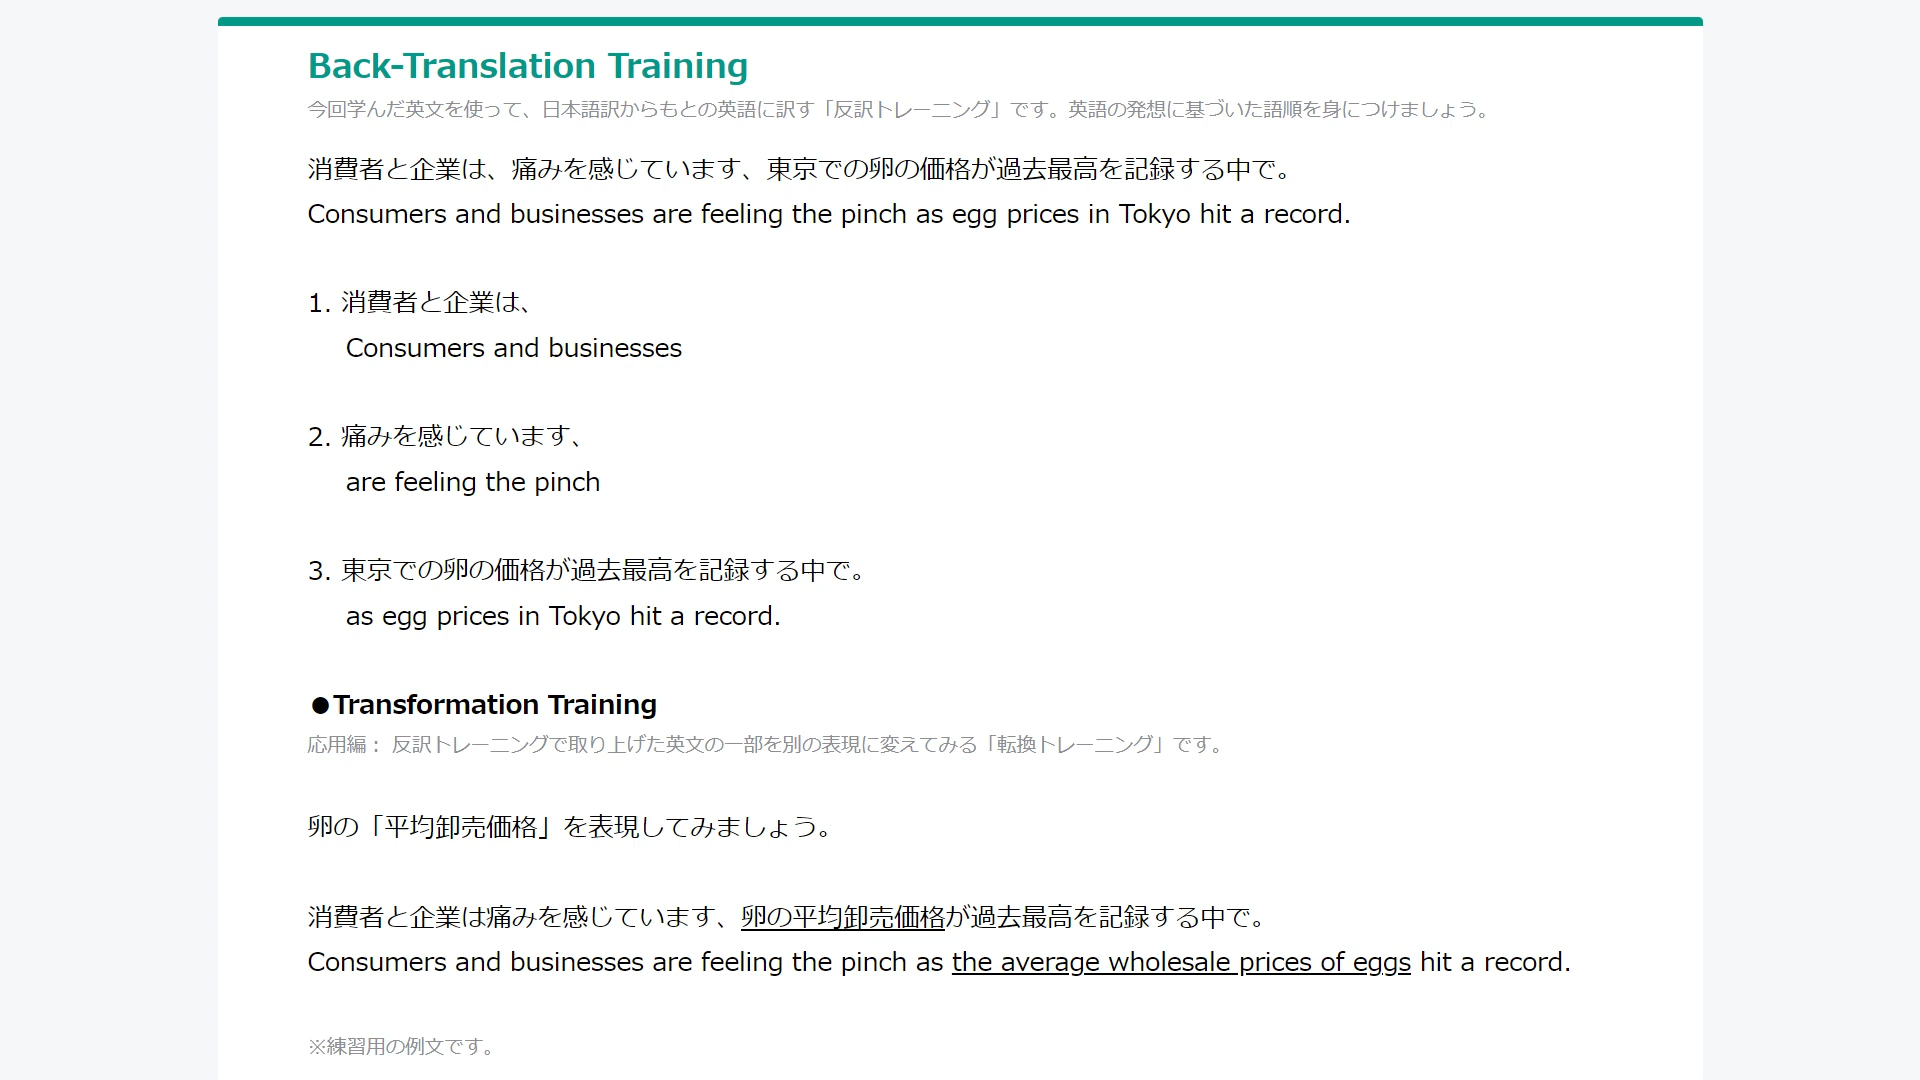 Back-Translation Training
今回学んだ英文を使って、日本語訳からもとの英語に訳す「反訳トレーニング」です。英語の発想に基づいた語順を身につけましょう。
消費者と企業は、痛みを感じています、東京での卵の価格が過去最高を記録する中で。
Consumers and businesses are feeling the pinch as egg prices in Tokyo hit a record.
1. 消費者と企業は、
Consumers and businesses
2. 痛みを感じています、
are feeling the pinch
3. 東京での卵の価格が過去最高を記録する中で。
as egg prices in Tokyo hit a record.
●Transformation Training
応用編： 反訳トレーニングで取り上げた英文の一部を別の表現に変えてみる「転換トレーニング」です。
卵の「平均卸売価格」を表現してみましょう。
消費者と企業は痛みを感じています、卵の平均卸売価格が過去最高を記録する中で。
Consumers and businesses are feeling the pinch as the average wholesale prices of eggs hit a record.
※練習用の例文です。